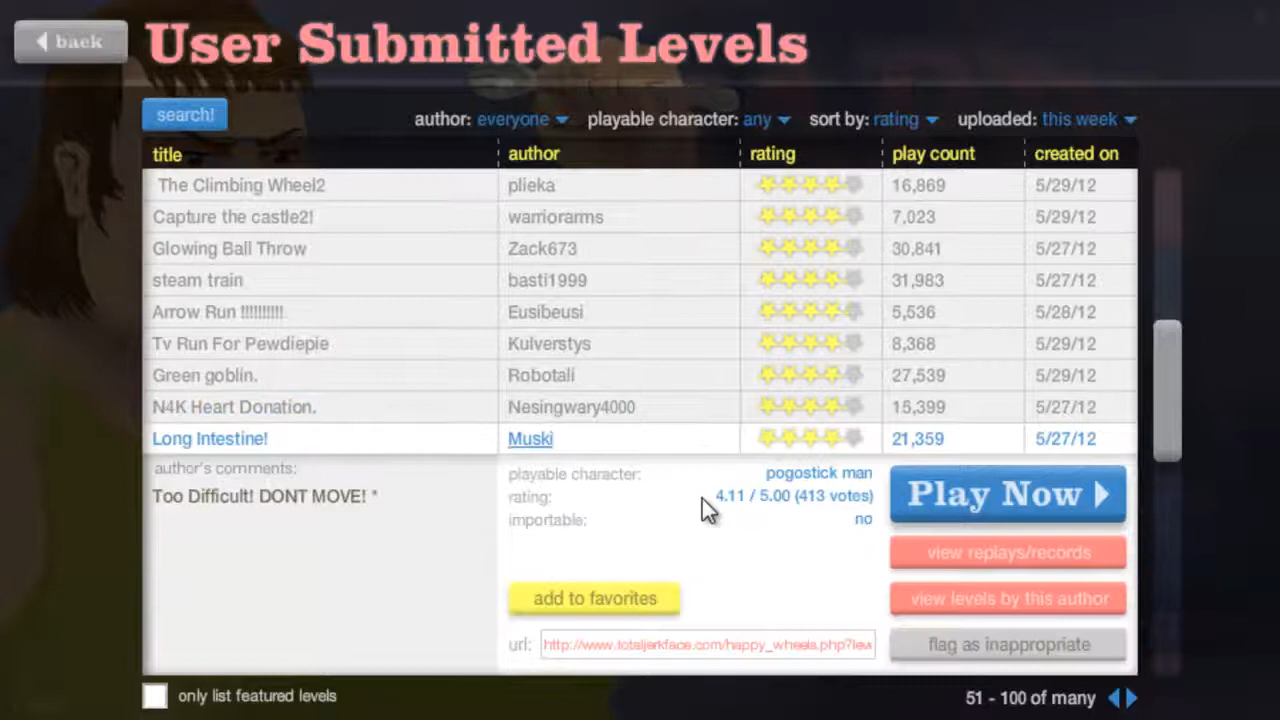 back
User Submitted Levels
search!
author: everyone playable character: any sort by: rating uploaded: this week
title author rating play count created on
The Climbing Wheel2 plieka 16,869 5/29/12
Capture the castle2! warriorarms 7,023 5/29/12
Glowing Ball Throw Zack673 30,841 5/27/12
steam train basti1999 31,983 5/27/12
Arrow Run !!!!!!!!!! Eusibeusi 5,536 5/28/12
Tv Run For Pewdiepie Kulverstys 8,368 5/29/12
Green goblin. Robotali 27,539 5/29/12
N4K Heart Donation. Nesingwary4000 15,399 5/27/12
Long Intestine! Muski 21,359 5/27/12
author's comments:
Too Difficult! DONT MOVE! *
playable character: pogostick man
rating: 4.11 / 5.00 (413 votes)
importable: no
Play Now
view replays/records
add to favorites
view levels by this author
url: http://www.totaljerkface.com/happy_wheels.php?lev
flag as inappropriate
only list featured levels
51 - 100 of many